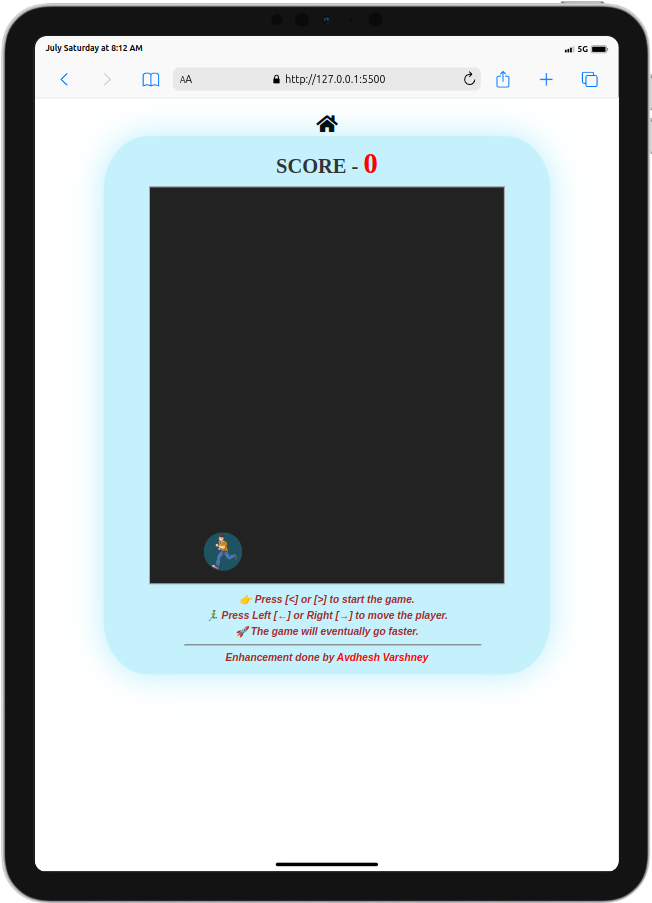 July Saturday at 8:12 AM
5G
AA
http://127.0.0.1:5500
SCORE - 0
👉 Press [<] or [>] to start the game.
🏃 Press Left [←] or Right [→] to move the player.
🚀 The game will eventually go faster.
Enhancement done by Avdhesh Varshney